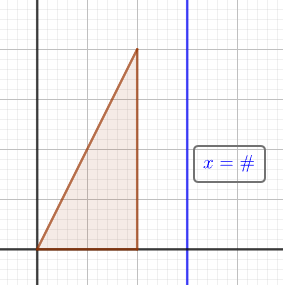 x = #